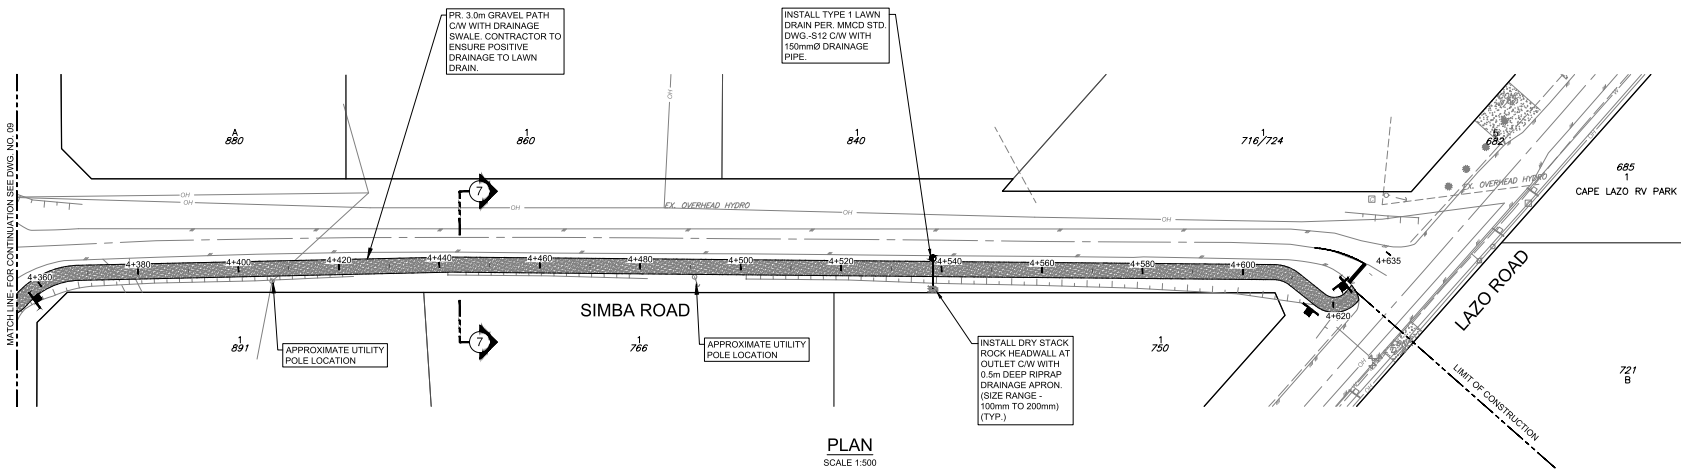 PR. 3.0m GRAVEL PATH
C/W WITH DRAINAGE
SWALE. CONTRACTOR TO
ENSURE POSITIVE
DRAINAGE TO LAWN
DRAIN.
INSTALL TYPE 1 LAWN
DRAIN PER. MMCD STD.
DWG.-S12 C/W WITH
150mmØ DRAINAGE
PIPE.
MATCH LINE- FOR CONTINUATION SEE DWG. NO. 09
A
880
1
860
1
840
1
716/724
682
685
1
CAPE LAZO RV PARK
OH
OH
OH
OH
OH
OH
EX. OVERHEAD HYDRO
EX. OVERHEAD HYDRO
7
4+360
4+380
4+400
4+420
4+440
4+460
4+480
4+500
4+520
4+540
4+560
4+580
4+600
4+620
4+635
SIMBA ROAD
LAZO ROAD
7
1
891
1
766
1
750
721
B
APPROXIMATE UTILITY
POLE LOCATION
APPROXIMATE UTILITY
POLE LOCATION
INSTALL DRY STACK
ROCK HEADWALL AT
OUTLET C/W WITH
0.5m DEEP RIPRAP
DRAINAGE APRON.
(SIZE RANGE -
100mm TO 200mm)
(TYP.)
LIMIT OF CONSTRUCTION
PLAN
SCALE 1:500